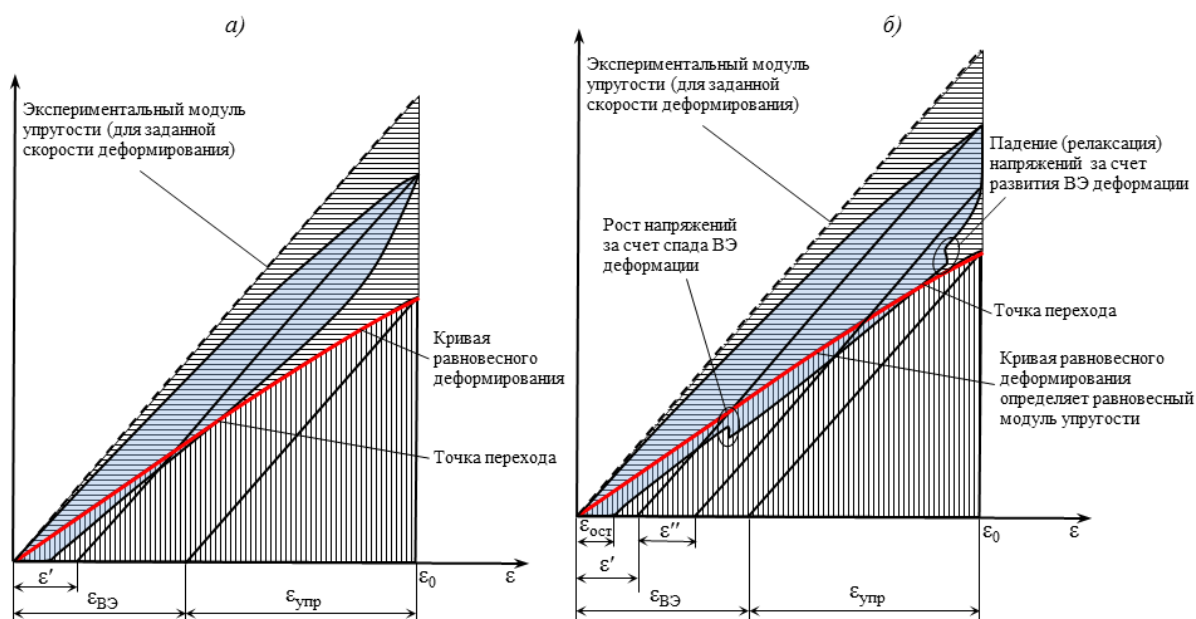 а)
Экспериментальный модуль
упругости (для заданной
скорости деформирования)
Кривая
равновесного
деформирования
Точка перехода
ε′
ε
ε₀
εВЭ
εупр
б)
Экспериментальный модуль
упругости (для заданной
скорости деформирования)
Падение (релаксация)
напряжений за счет
развития ВЭ деформации
Рост напряжений
за счет спада ВЭ
деформации
Точка перехода
Кривая равновесного
деформирования
определяет равновесный
модуль упругости
εост
ε″
ε
ε₀
ε′
εВЭ
εупр